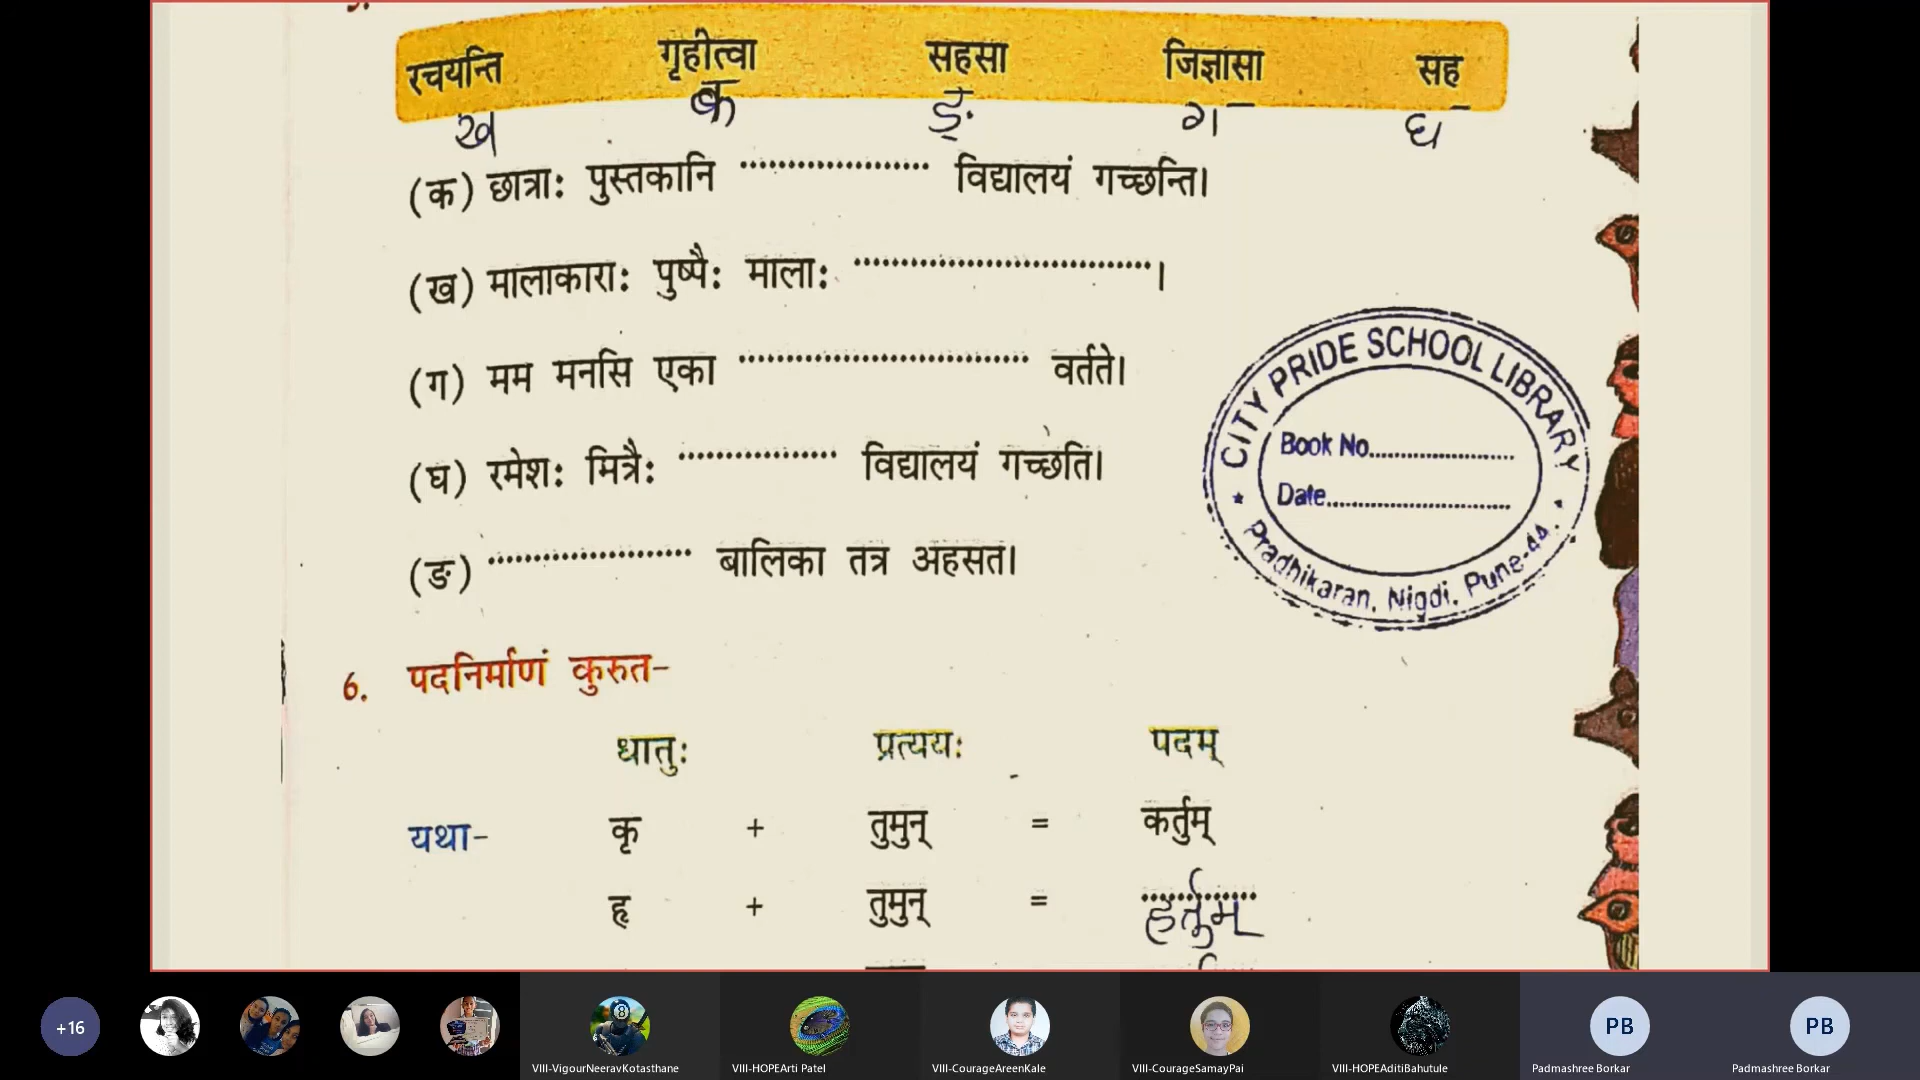 रचयन्ति गृहीत्वा सहसा जिज्ञासा सह
ख क ङ ग घ
(क) छात्राः पुस्तकानि .................... विद्यालयं गच्छन्ति।
(ख) मालाकाराः पुष्पैः मालाः ..............................।
(ग) मम मनसि एका .............................. वर्तते।
(घ) रमेशः मित्रैः ................. विद्यालयं गच्छति।
(ङ) ..................... बालिका तत्र अहसत।
CITY PRIDE SCHOOL LIBRARY
Book No....................
Date.........................
Pradhikaran, Nigdi, Pune-44.
6. पदनिर्माणं कुरुत-
धातुः प्रत्ययः पदम्
यथा- कृ + तुमुन् = कर्तुम्
हृ + तुमुन् = हर्तुम्
+16
VIII-VigourNeeravKotasthane VIII-HOPEArti Patel VIII-CourageAreenKale VIII-CourageSamayPai VIII-HOPEAditiBahutule PB Padmashree Borkar PB Padmashree Borkar